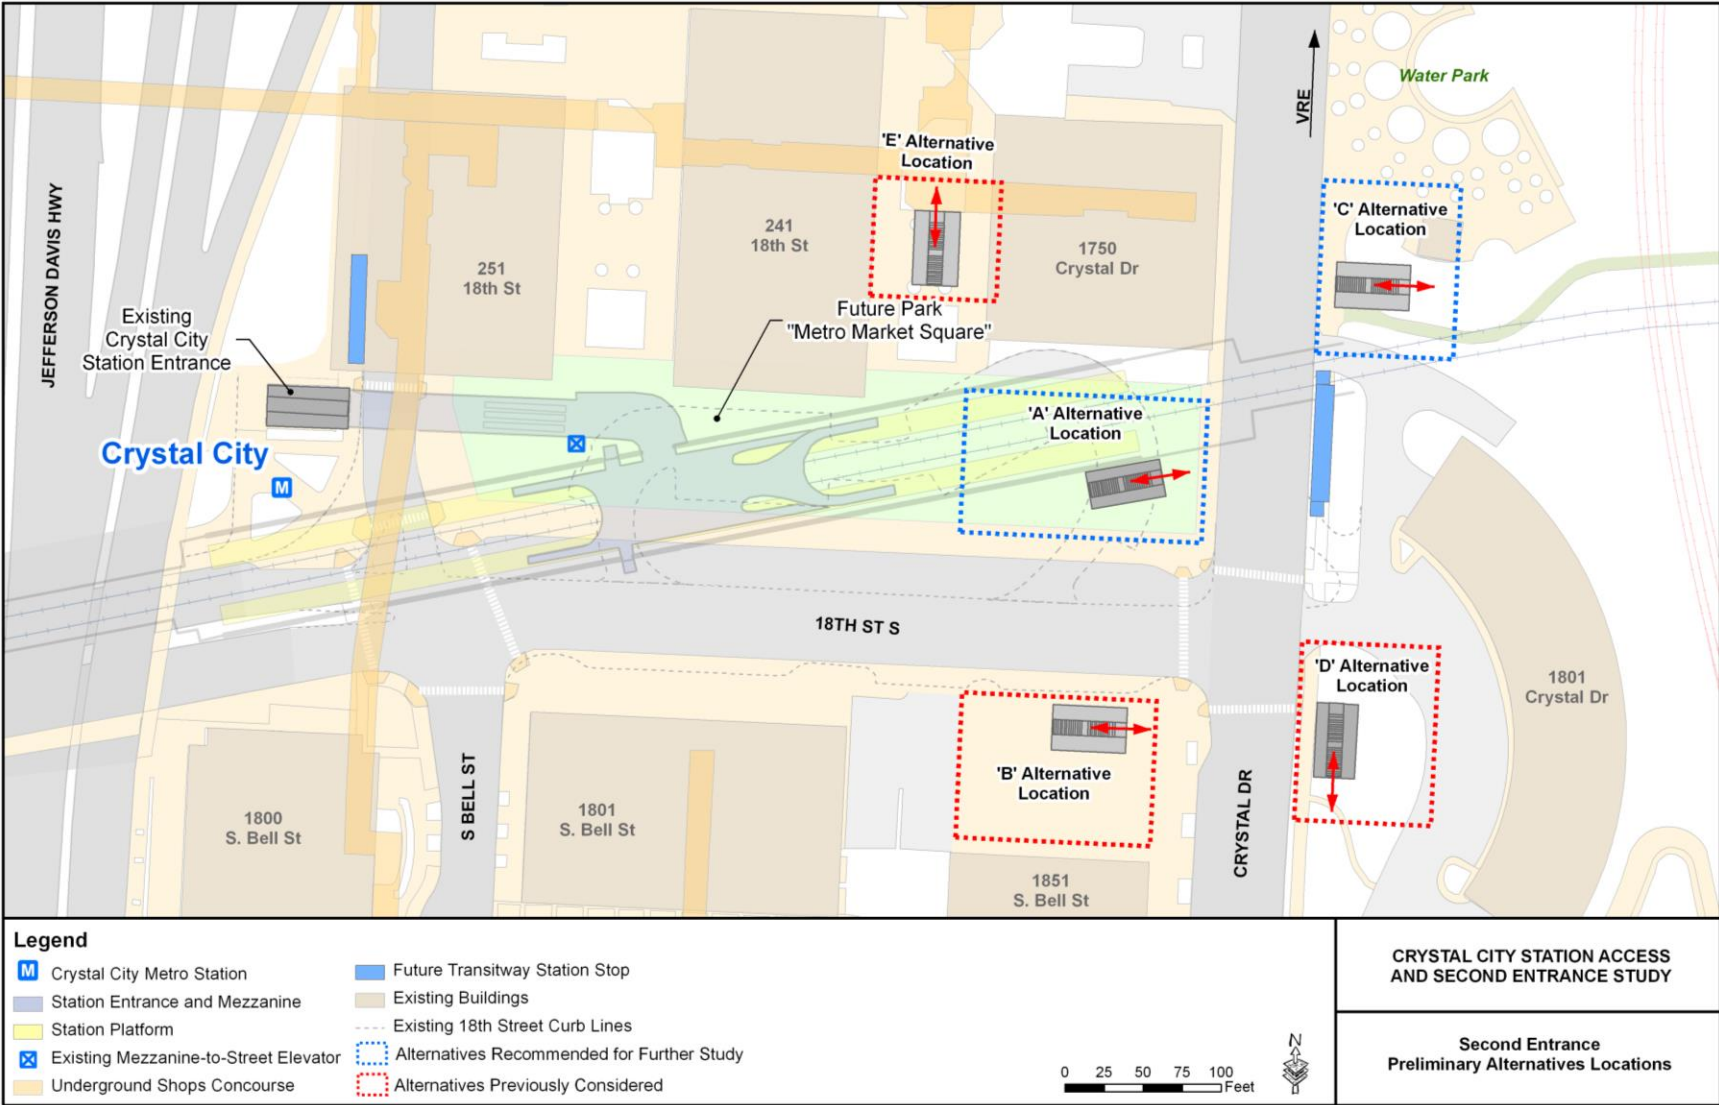 Water Park
VRE
'E' Alternative
Location
'C' Alternative
Location
JEFFERSON DAVIS HWY
241
18th St
1750
Crystal Dr
251
18th St
Existing
Crystal City
Station Entrance
Future Park
"Metro Market Square"
'A' Alternative
Location
Crystal City
M
18TH ST S
'D' Alternative
Location
1801
Crystal Dr
'B' Alternative
Location
S BELL ST
CRYSTAL DR
1800
S. Bell St
1801
S. Bell St
1851
S. Bell St
Legend
M Crystal City Metro Station
Station Entrance and Mezzanine
Station Platform
Existing Mezzanine-to-Street Elevator
Underground Shops Concourse
Future Transitway Station Stop
Existing Buildings
Existing 18th Street Curb Lines
Alternatives Recommended for Further Study
Alternatives Previously Considered
0 25 50 75 100
Feet
N
CRYSTAL CITY STATION ACCESS
AND SECOND ENTRANCE STUDY
Second Entrance
Preliminary Alternatives Locations